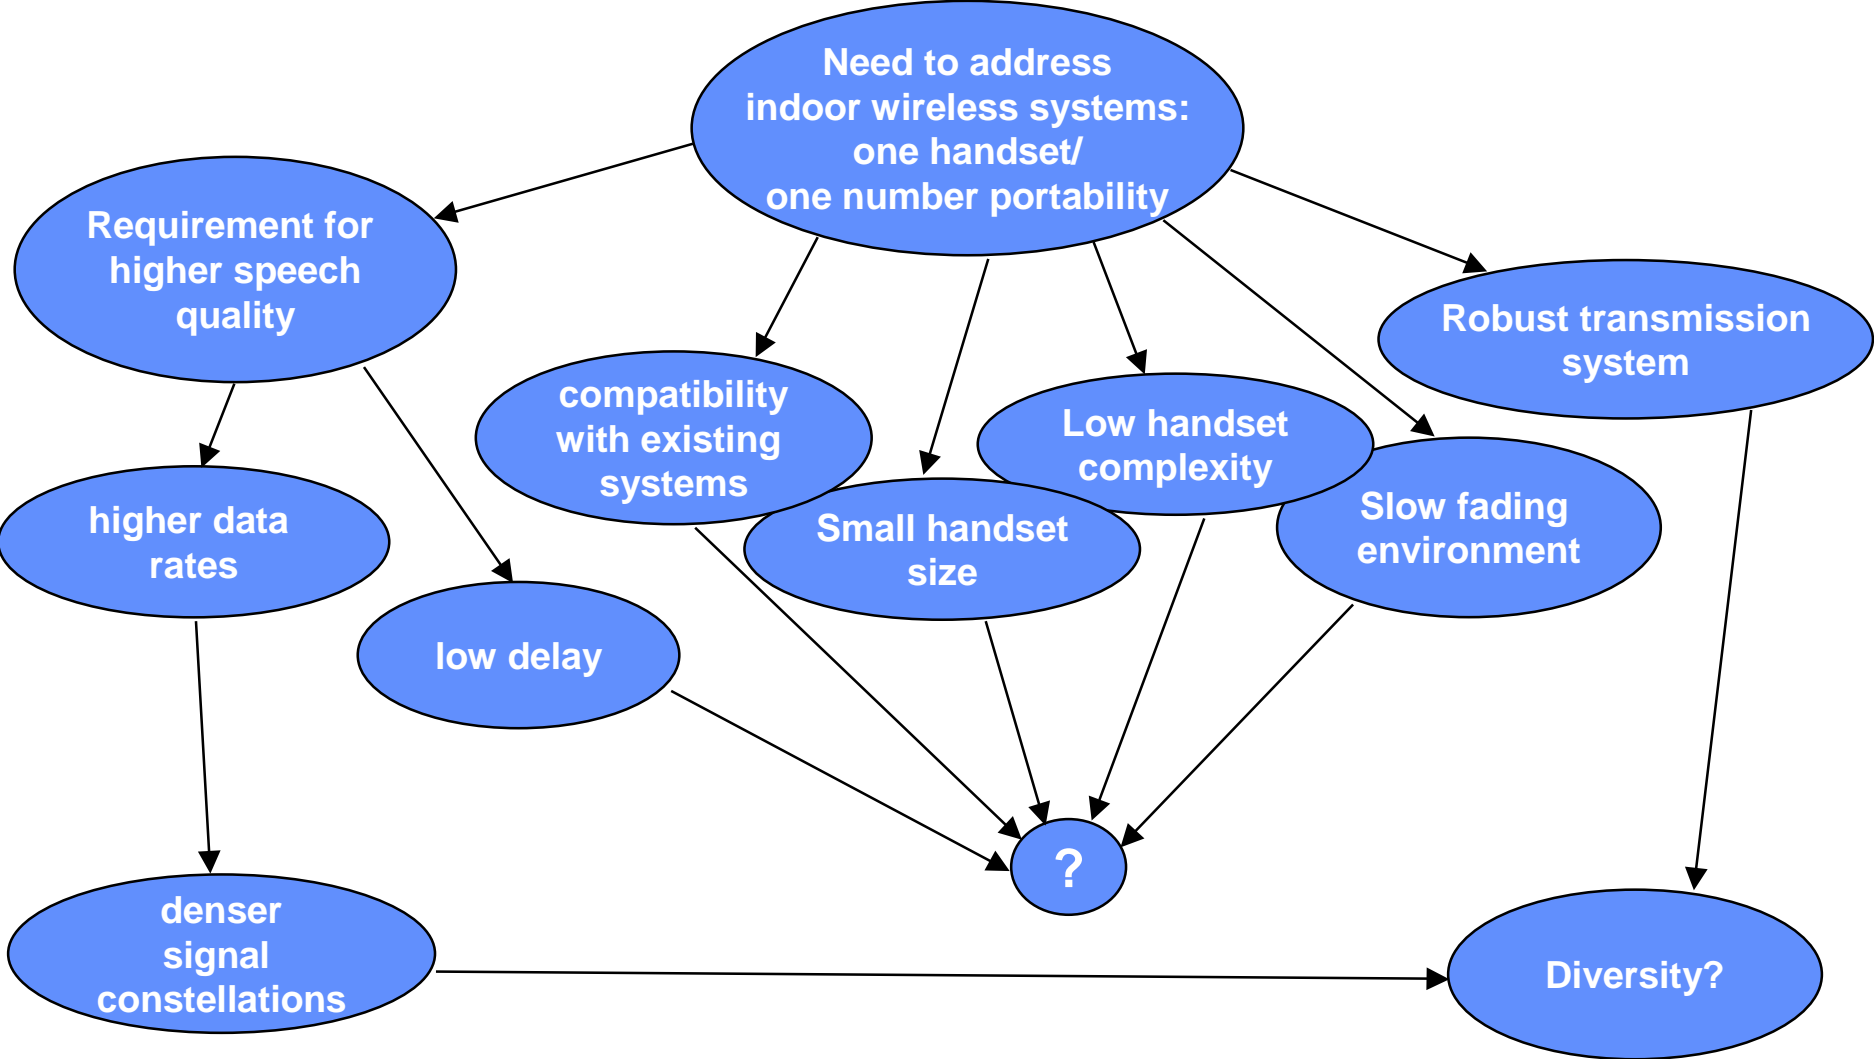 Need to address
indoor wireless systems:
one handset/
one number portability
Requirement for
higher speech
quality
Robust transmission
system
compatibility
with existing
systems
Low handset
complexity
Small handset
size
Slow fading
environment
higher data
rates
low delay
?
denser
signal
constellations
Diversity?